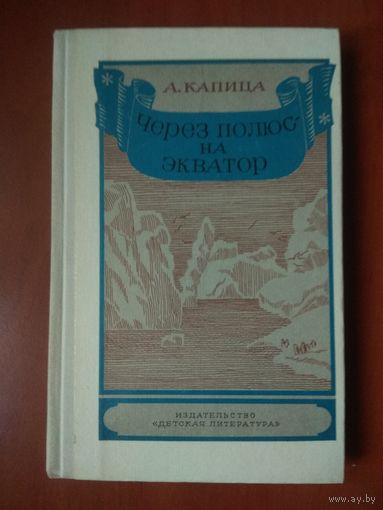 А. КАПИЦА
Через полюс-
на
экватор
ИЗДАТЕЛЬСТВО
«ДЕТСКАЯ ЛИТЕРАТУРА»
www.ay.by